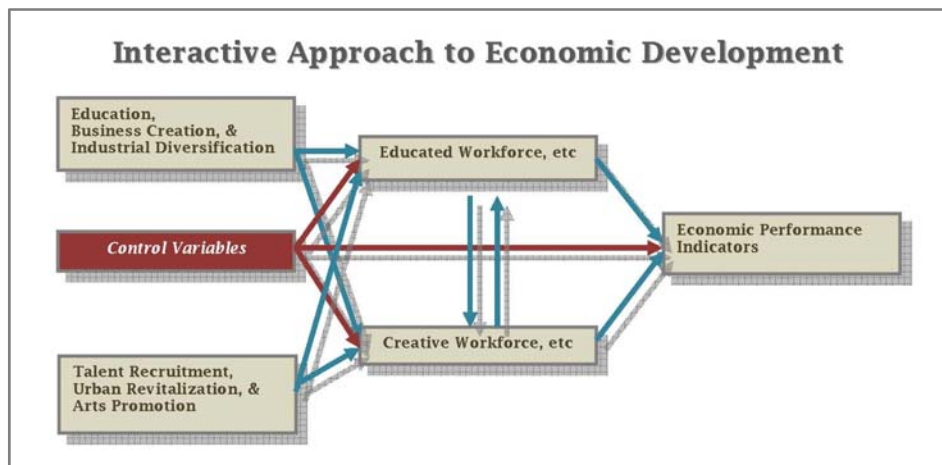 Interactive Approach to Economic Development
Education,
Business Creation, &
Industrial Diversification
Educated Workforce, etc
Control Variables
Economic Performance
Indicators
Creative Workforce, etc
Talent Recruitment,
Urban Revitalization, &
Arts Promotion